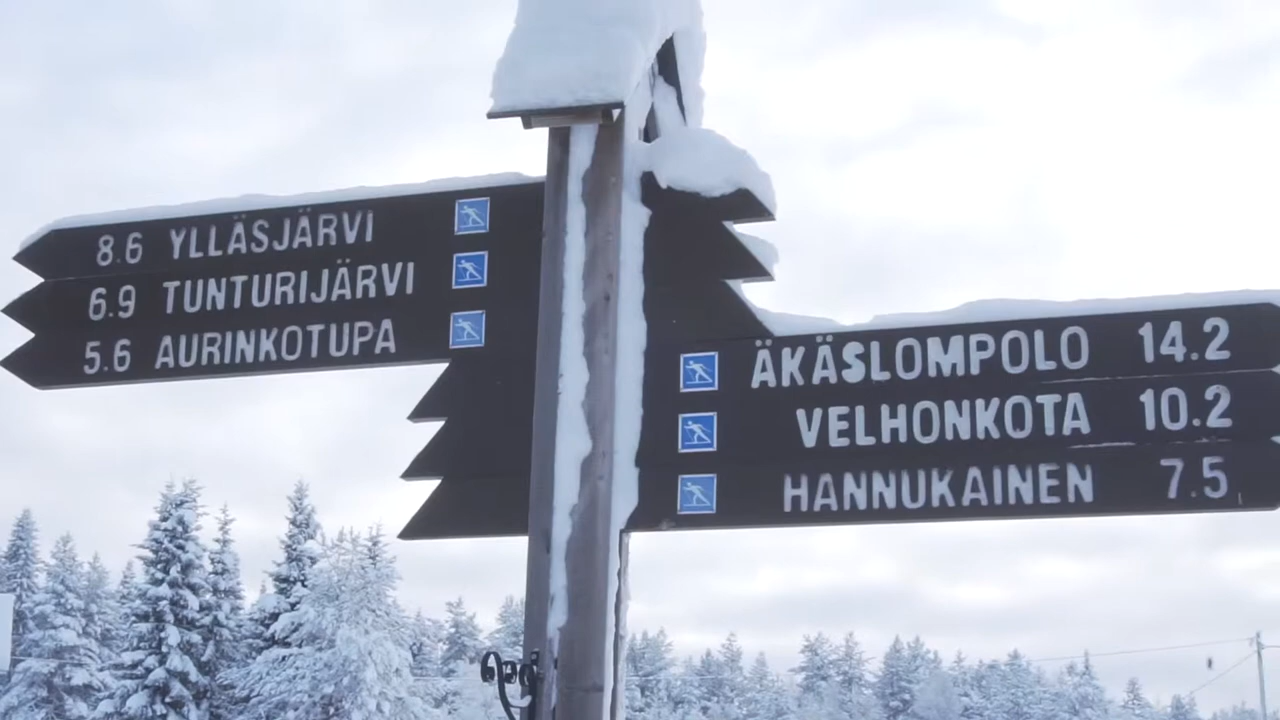 8.6 YLLÄSJÄRVI
6.9 TUNTURIJÄRVI
5.6 AURINKOTUPA
ÄKÄSLOMPOLO 14.2
VELHONKOTA 10.2
HANNUKAINEN 7.5